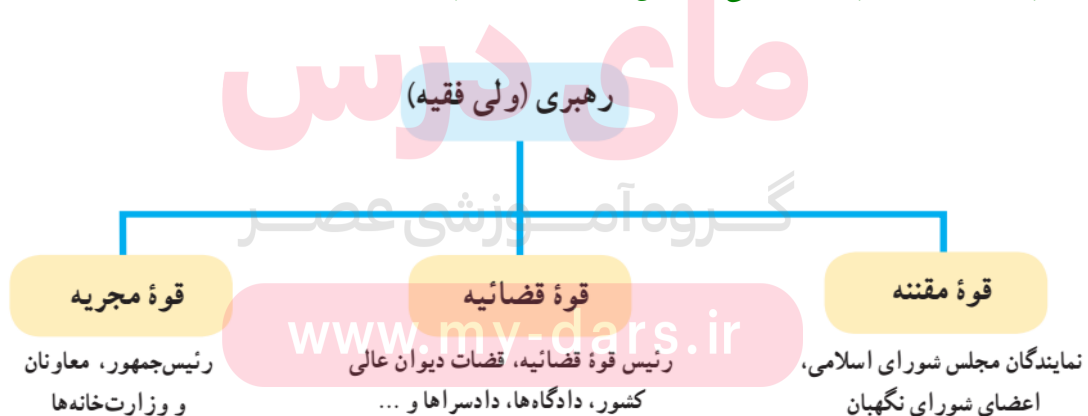 مای درس
رهبری (ولی فقیه)
گروه آموزشی عصر
قوهٔ مقننه
قوهٔ قضائیه
قوهٔ مجریه
www.my-dars.ir
نمایندگان مجلس شورای اسلامی،
اعضای شورای نگهبان
رئیس قوهٔ قضائیه، قضات دیوان عالی
کشور، دادگاه‌ها، دادسراها و ...
رئیس‌جمهور، معاونان
و وزارت‌خانه‌ها